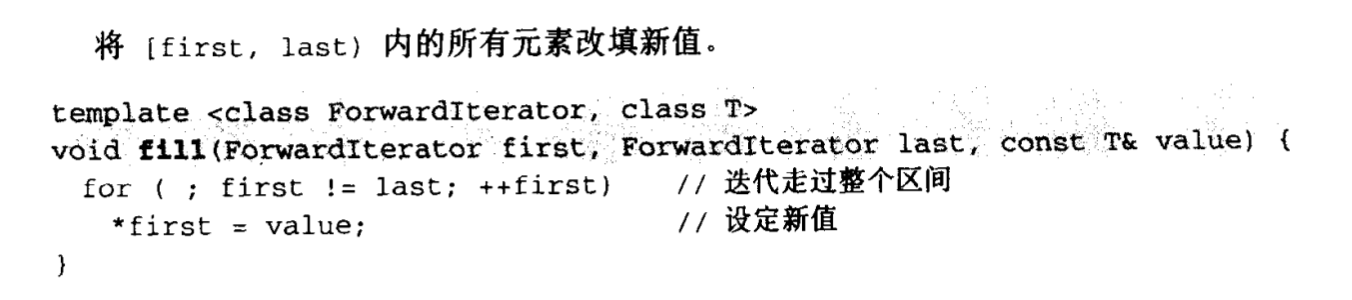 将 [first, last) 内的所有元素改填新值。
template <class ForwardIterator, class T>
void fill(ForwardIterator first, ForwardIterator last, const T& value) {
for ( ; first != last; ++first) // 迭代走过整个区间
*first = value; // 设定新值
}